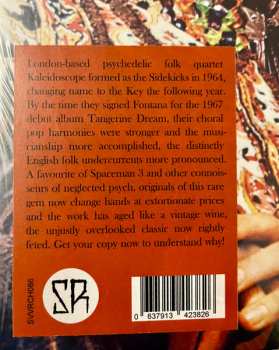 London-based psychedelic folk quartet
Kaleidoscope formed as the Sidekicks in 1964,
changing name to the Key the following year.
By the time they signed Fontana for the 1967
debut album Tangerine Dream, their choral
pop harmonies were stronger and the musi-
cianship more accomplished, the distinctly
English folk undercurrents more pronounced.
A favourite of Spaceman 3 and other connois-
seurs of neglected psych, originals of this rare
gem now change hands at extortionate prices
and the work has aged like a vintage wine,
the unjustly overlooked classic now rightly
feted. Get your copy now to understand why!
SVVRCH086
SR
0 637913 423826